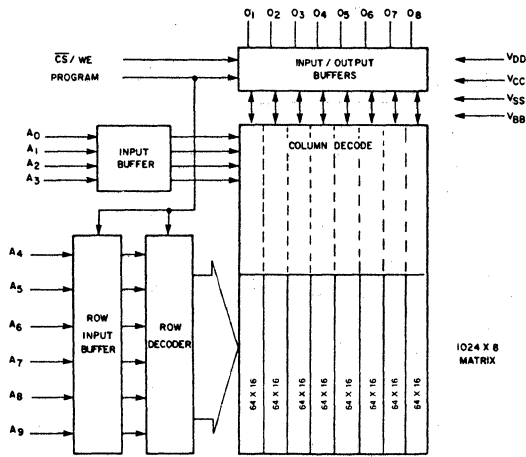 O1 O2 O3 O4 O5 O6 O7 O8
CS/WE
PROGRAM
INPUT / OUTPUT
BUFFERS
VDD
VCC
VSS
VBB
A0
A1
A2
A3
INPUT
BUFFER
COLUMN DECODE
A4
A5
A6
A7
A8
A9
ROW
INPUT
BUFFER
ROW
DECODER
64 X 16
64 X 16
64 X 16
64 X 16
64 X 16
64 X 16
64 X 16
64 X 16
1024 X 8
MATRIX